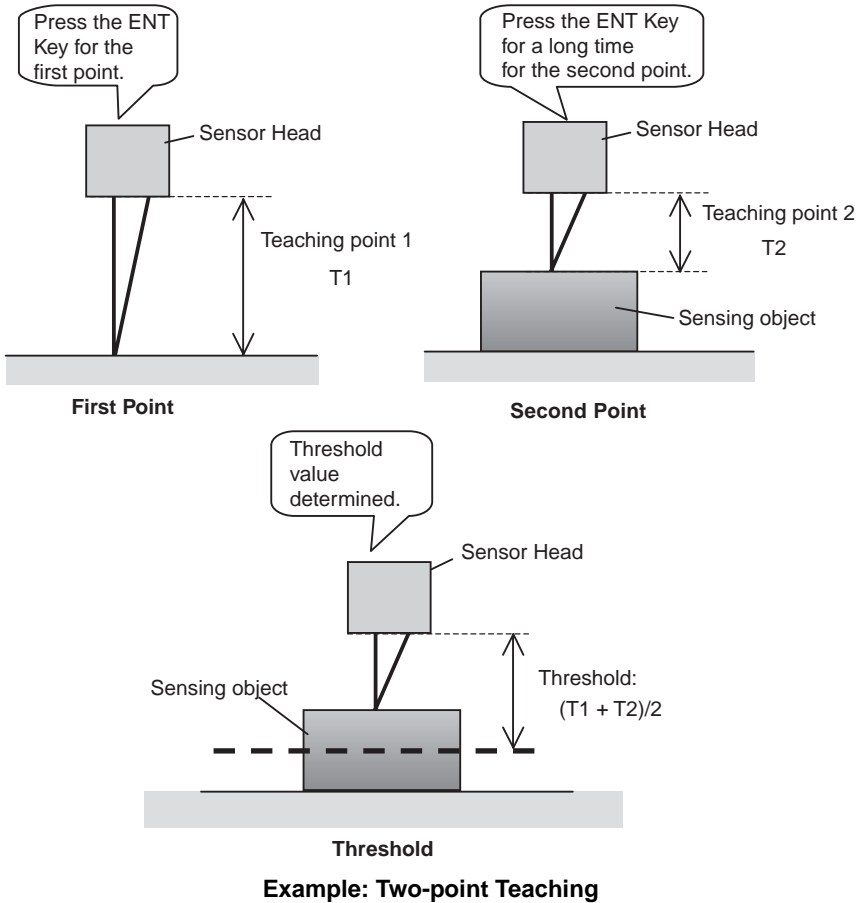 Press the ENT
Key for the
first point.
Sensor Head
Teaching point 1
T1
First Point
Press the ENT Key
for a long time
for the second point.
Sensor Head
Teaching point 2
T2
Sensing object
Second Point
Threshold
value
determined.
Sensor Head
Sensing object
Threshold:
(T1 + T2)/2
Threshold
Example: Two-point Teaching